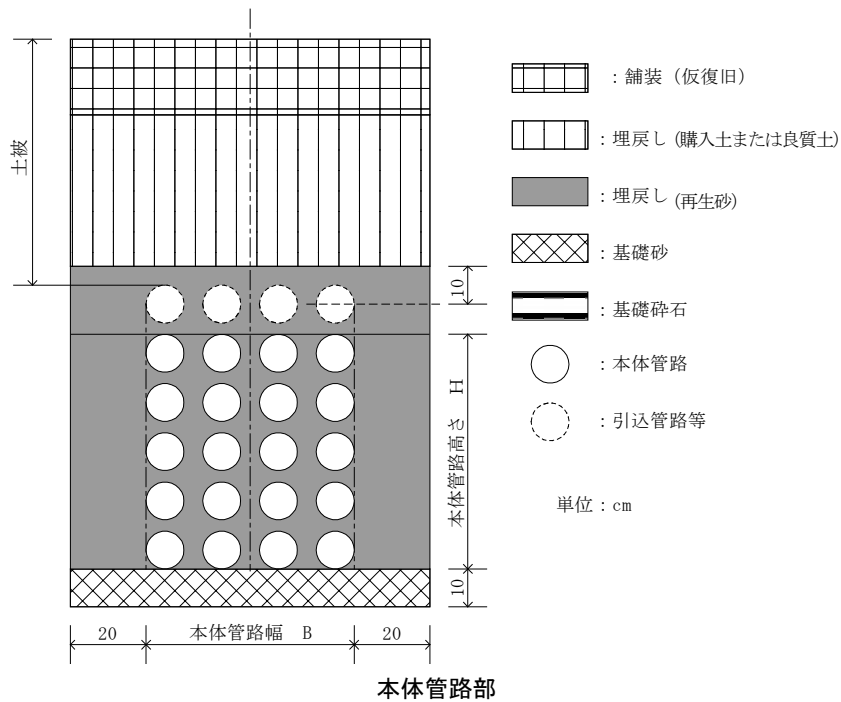 土被
10
本体管路高さ H
10
20
本体管路幅 B
20
：舗装（仮復旧）
：埋戻し(購入土または良質土)
：埋戻し(再生砂)
：基礎砂
：基礎砕石
：本体管路
：引込管路等
単位：cm
本体管路部